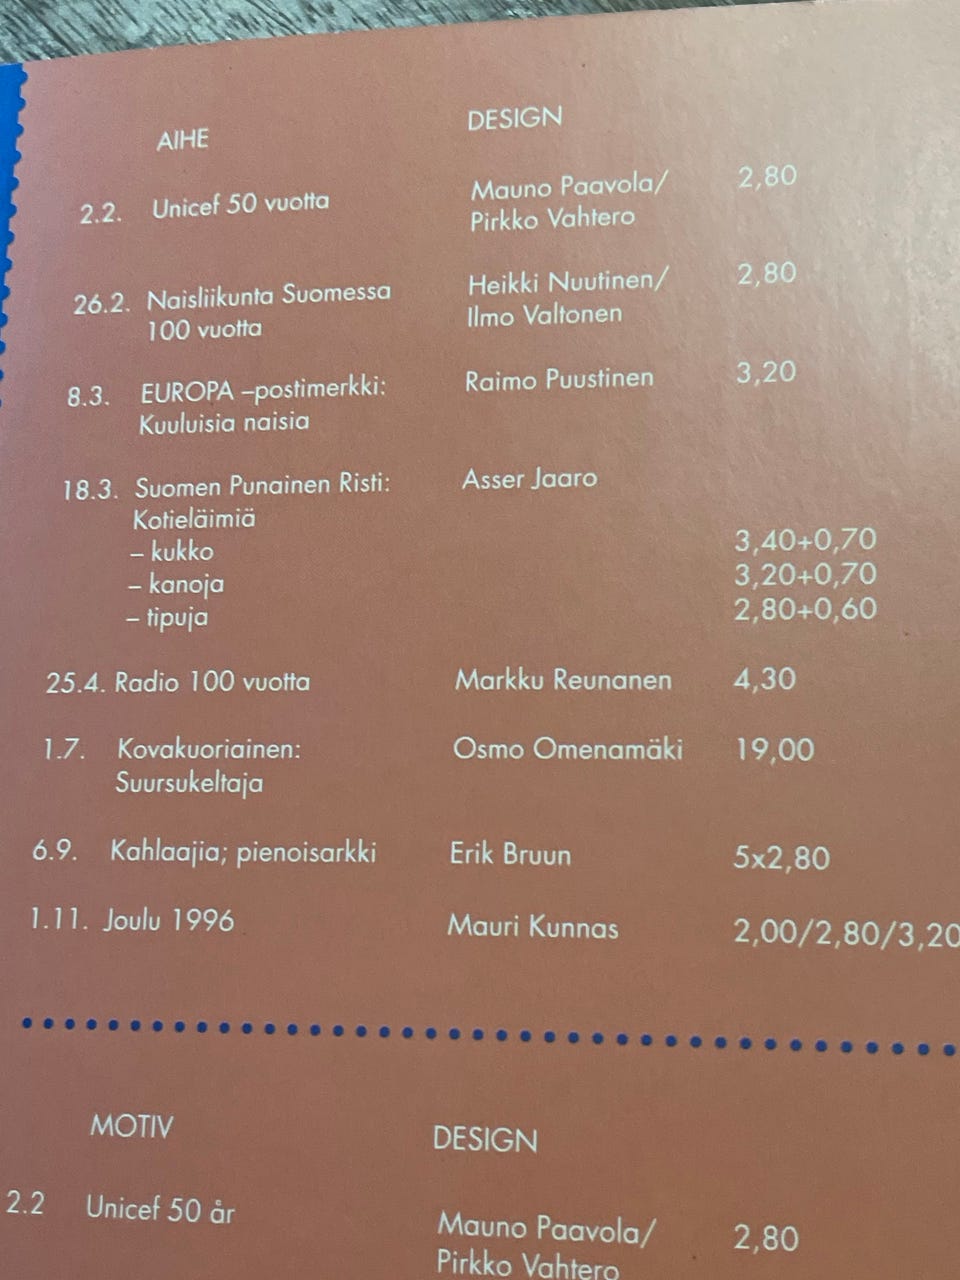 AIHE DESIGN
2.2. Unicef 50 vuotta Mauno Paavola/ 2,80
Pirkko Vahtero
26.2. Naisliikunta Suomessa Heikki Nuutinen/ 2,80
100 vuotta Ilmo Valtonen
8.3. EUROPA –postimerkki: Raimo Puustinen 3,20
Kuuluisia naisia
18.3. Suomen Punainen Risti: Asser Jaaro
Kotieläimiä
– kukko 3,40+0,70
– kanoja 3,20+0,70
– tipuja 2,80+0,60
25.4. Radio 100 vuotta Markku Reunanen 4,30
1.7. Kovakuoriainen: Osmo Omenamäki 19,00
Suursukeltaja
6.9. Kahlaajia; pienoisarkki Erik Bruun 5x2,80
1.11. Joulu 1996 Mauri Kunnas 2,00/2,80/3,20
MOTIV DESIGN
2.2 Unicef 50 år Mauno Paavola/ 2,80
Pirkko Vahtero